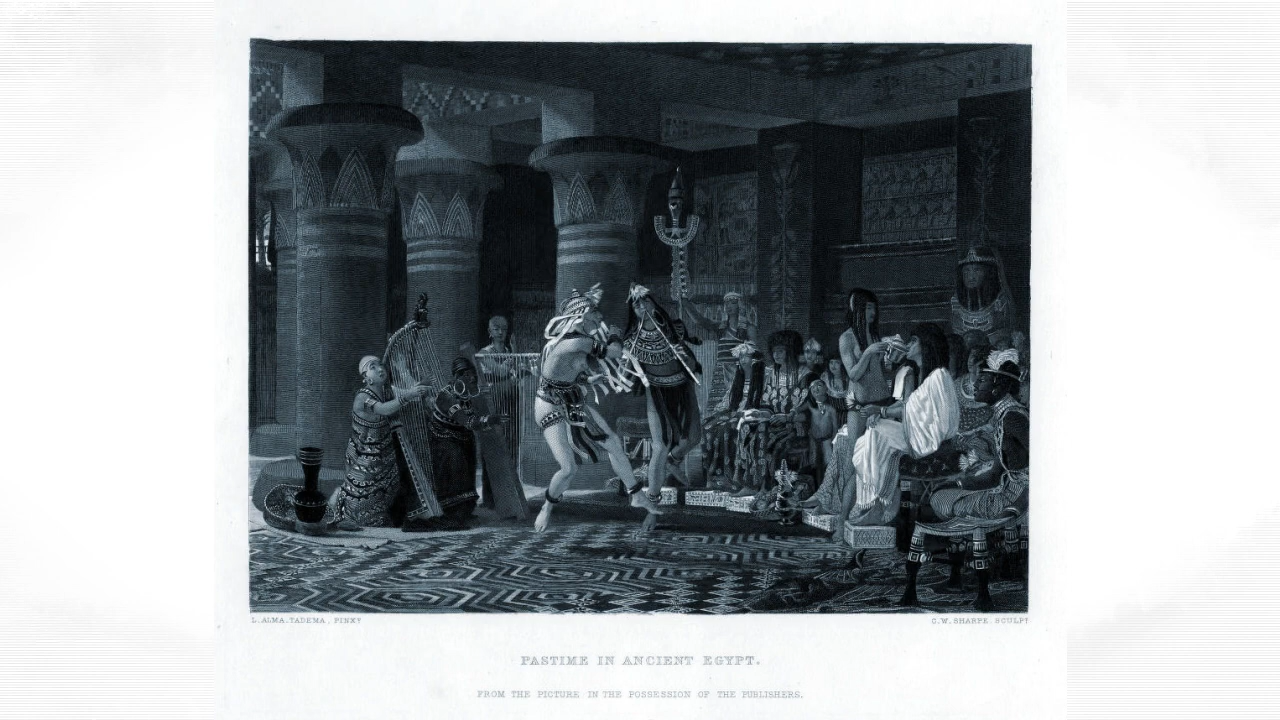 L. ALMA-TADEMA, PINXT
C. W. SHARPE SCULPT
PASTIME IN ANCIENT EGYPT.
FROM THE PICTURE IN THE POSSESSION OF THE PUBLISHERS.